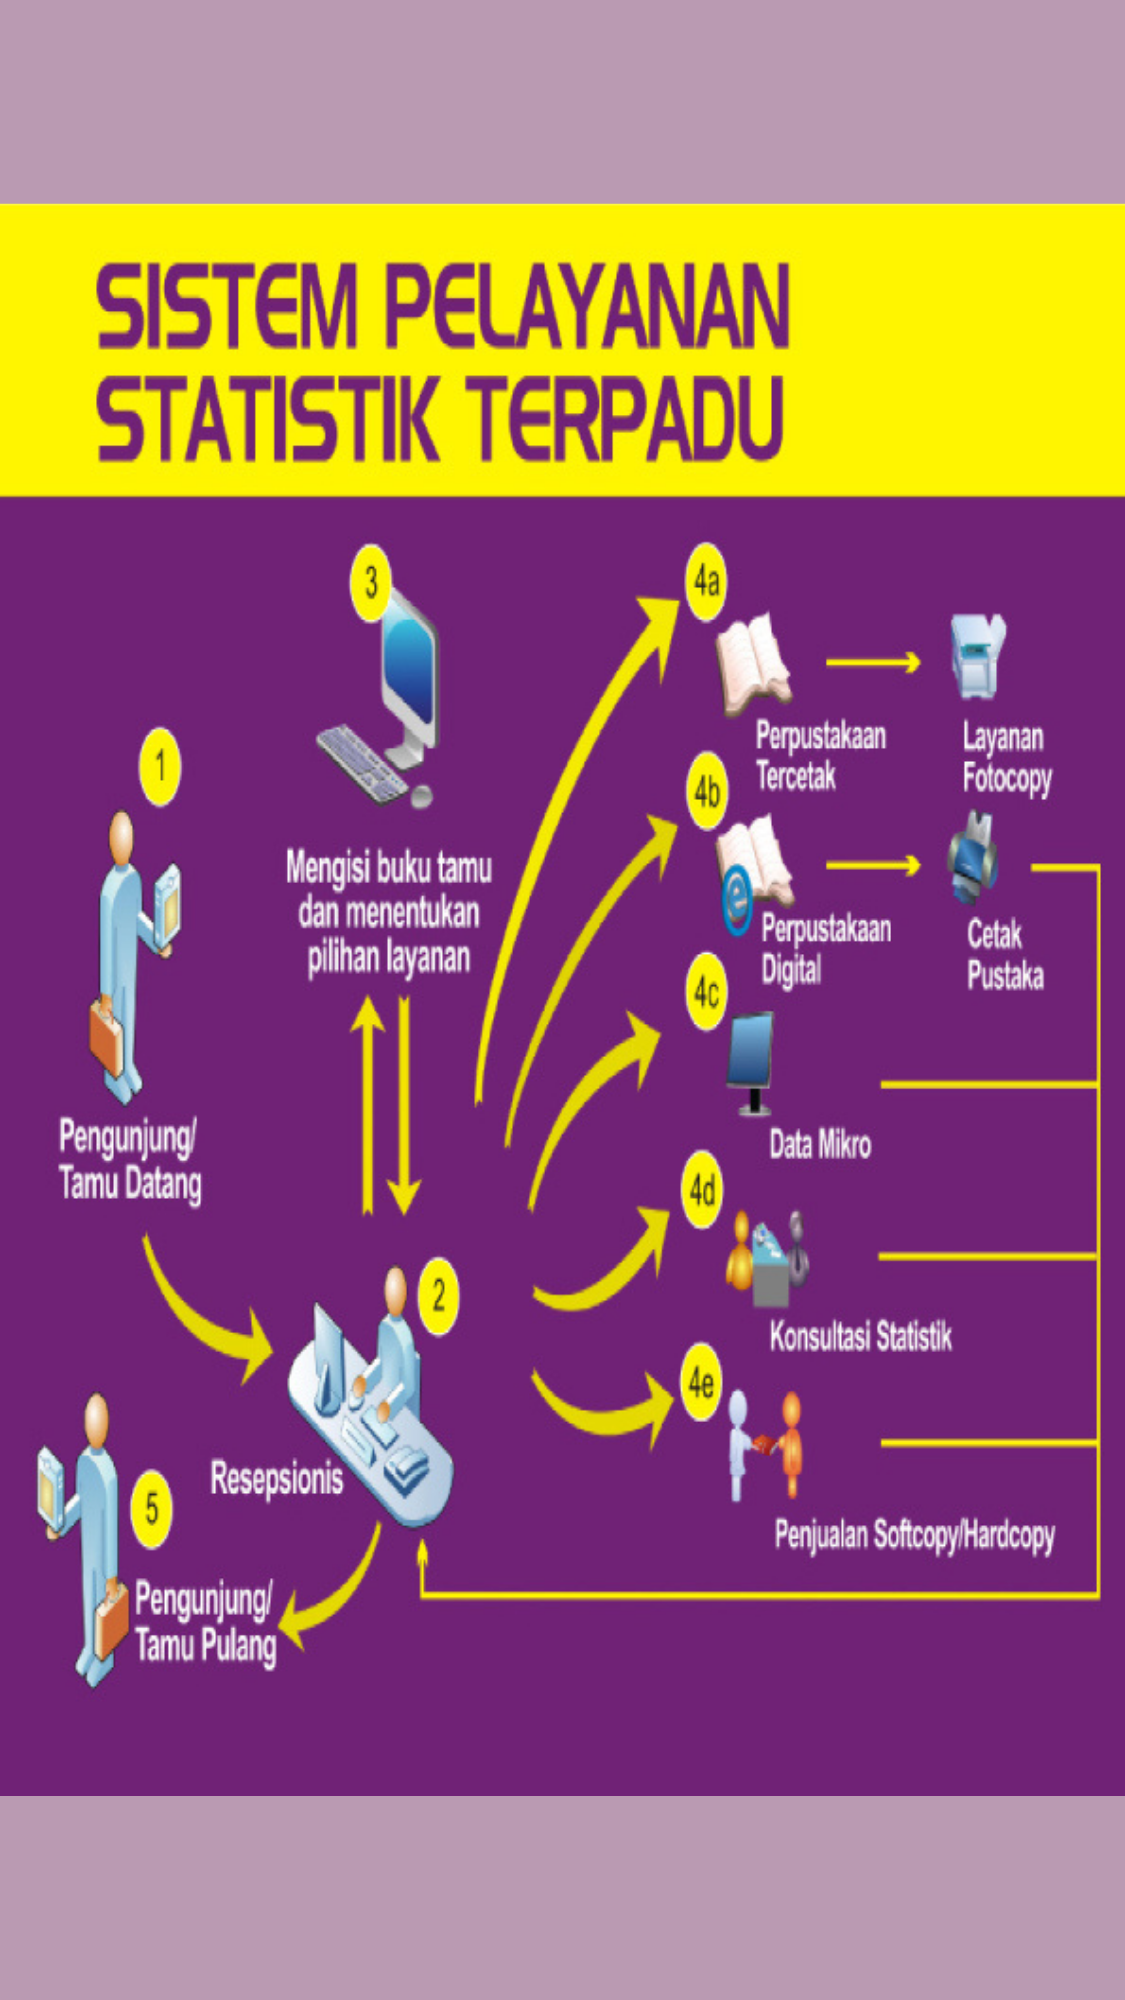 SISTEM PELAYANAN
STATISTIK TERPADU
1
Pengunjung/
Tamu Datang
2
Resepsionis
3
Mengisi buku tamu
dan menentukan
pilihan layanan
4a
Perpustakaan
Tercetak
Layanan
Fotocopy
4b
e
Perpustakaan
Digital
Cetak
Pustaka
4c
Data Mikro
4d
Konsultasi Statistik
4e
Penjualan Softcopy/Hardcopy
5
Pengunjung/
Tamu Pulang